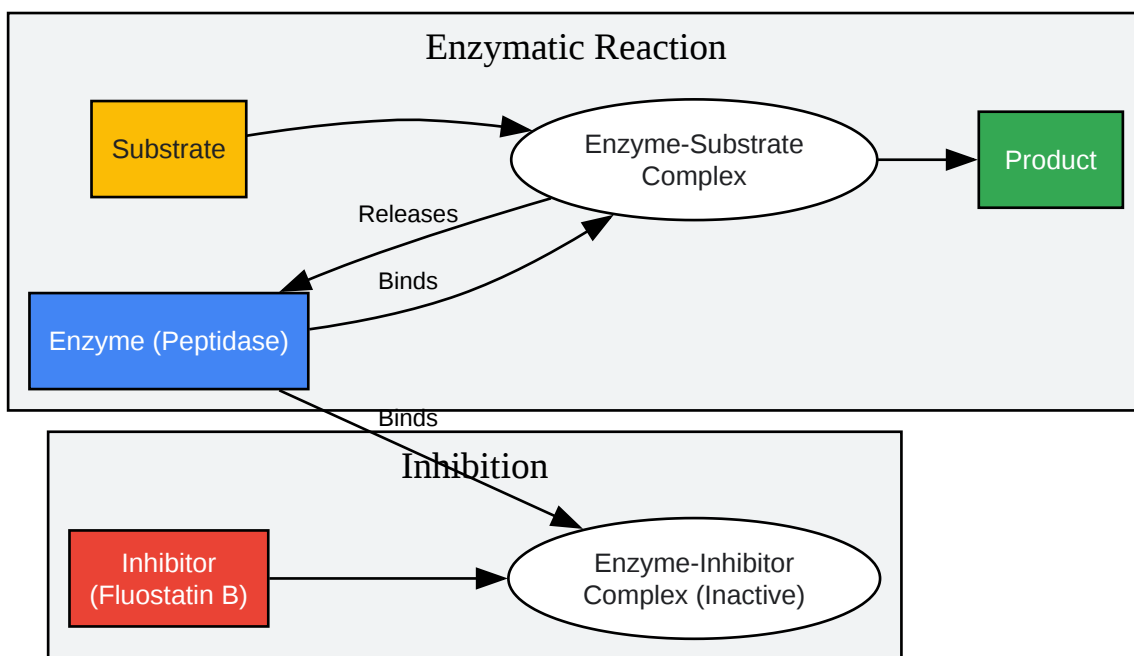 Enzymatic Reaction
Substrate
Enzyme-Substrate
Complex
Product
Releases
Binds
Enzyme (Peptidase)
Binds
Inhibition
Inhibitor
(Fluostatin B)
Enzyme-Inhibitor
Complex (Inactive)